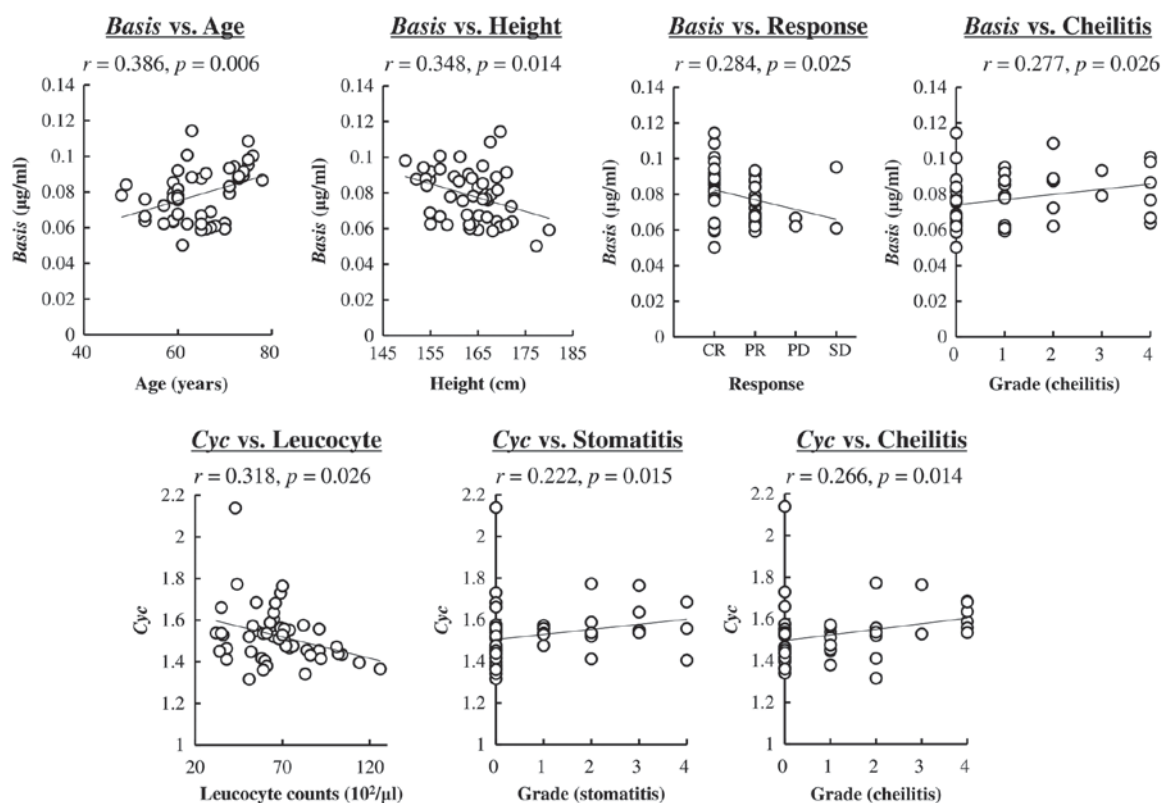 Basis vs. Age
r = 0.386, p = 0.006
0.14
0.12
0.1
0.08
0.06
0.04
0.02
0
Basis (µg/ml)
40
60
80
Age (years)
Basis vs. Height
r = 0.348, p = 0.014
0.14
0.12
0.1
0.08
0.06
0.04
0.02
0
Basis (µg/ml)
145
155
165
175
185
Height (cm)
Basis vs. Response
r = 0.284, p = 0.025
0.14
0.12
0.1
0.08
0.06
0.04
0.02
0
Basis (µg/ml)
CR
PR
PD
SD
Response
Basis vs. Cheilitis
r = 0.277, p = 0.026
0.14
0.12
0.1
0.08
0.06
0.04
0.02
0
Basis (µg/ml)
0
1
2
3
4
Grade (cheilitis)
Cyc vs. Leucocyte
r = 0.318, p = 0.026
2.2
2
1.8
1.6
1.4
1.2
1
Cyc
20
70
120
Leucocyte counts (10²/µl)
Cyc vs. Stomatitis
r = 0.222, p = 0.015
2.2
2
1.8
1.6
1.4
1.2
1
Cyc
0
1
2
3
4
Grade (stomatitis)
Cyc vs. Cheilitis
r = 0.266, p = 0.014
2.2
2
1.8
1.6
1.4
1.2
1
Cyc
0
1
2
3
4
Grade (cheilitis)